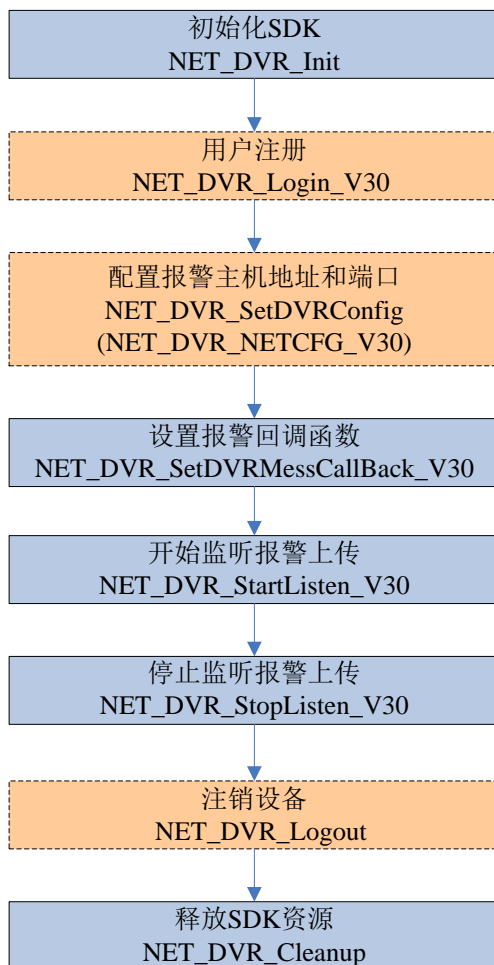 初始化SDK
NET_DVR_Init
用户注册
NET_DVR_Login_V30
配置报警主机地址和端口
NET_DVR_SetDVRConfig
(NET_DVR_NETCFG_V30)
设置报警回调函数
NET_DVR_SetDVRMessCallBack_V30
开始监听报警上传
NET_DVR_StartListen_V30
停止监听报警上传
NET_DVR_StopListen_V30
注销设备
NET_DVR_Logout
释放SDK资源
NET_DVR_Cleanup